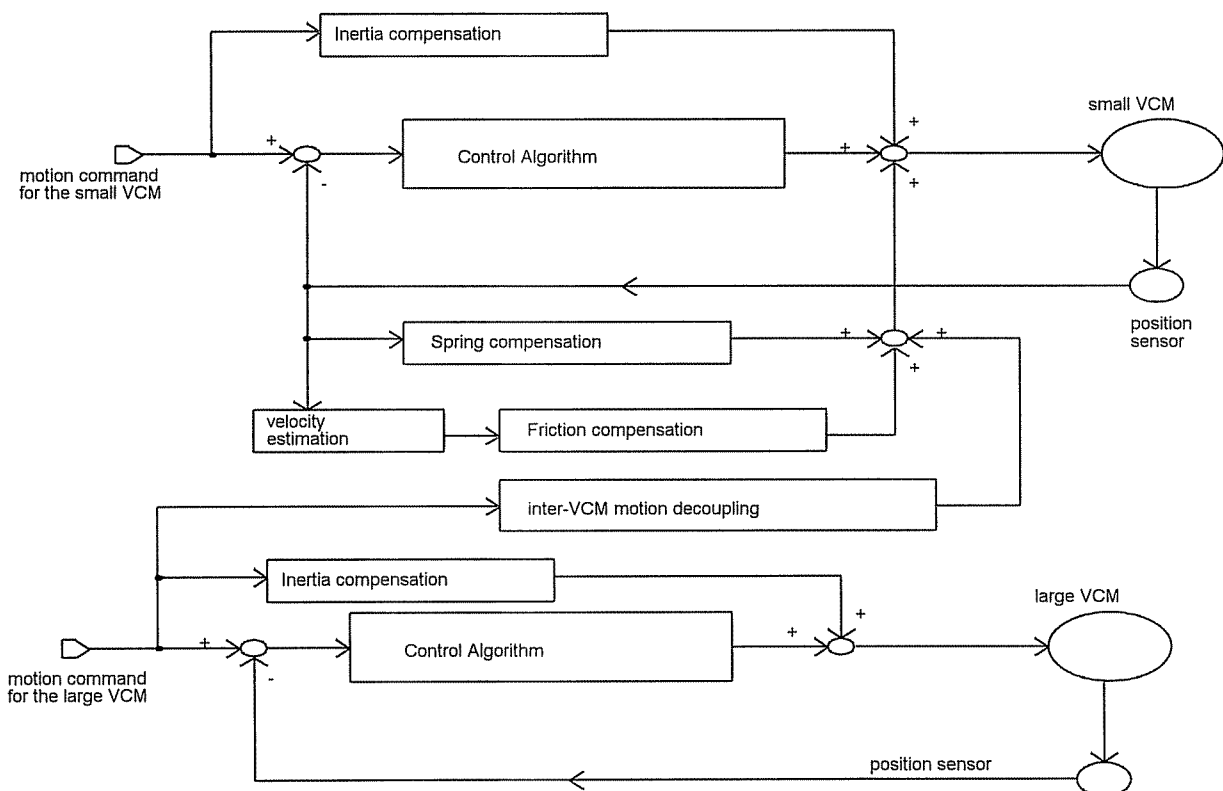 Inertia compensation
small VCM
+
+
Control Algorithm
+
motion command
for the small VCM
-
+
position
sensor
Spring compensation
+
+
+
velocity
estimation
Friction compensation
inter-VCM motion decoupling
Inertia compensation
large VCM
+
+
Control Algorithm
+
motion command
for the large VCM
-
position sensor